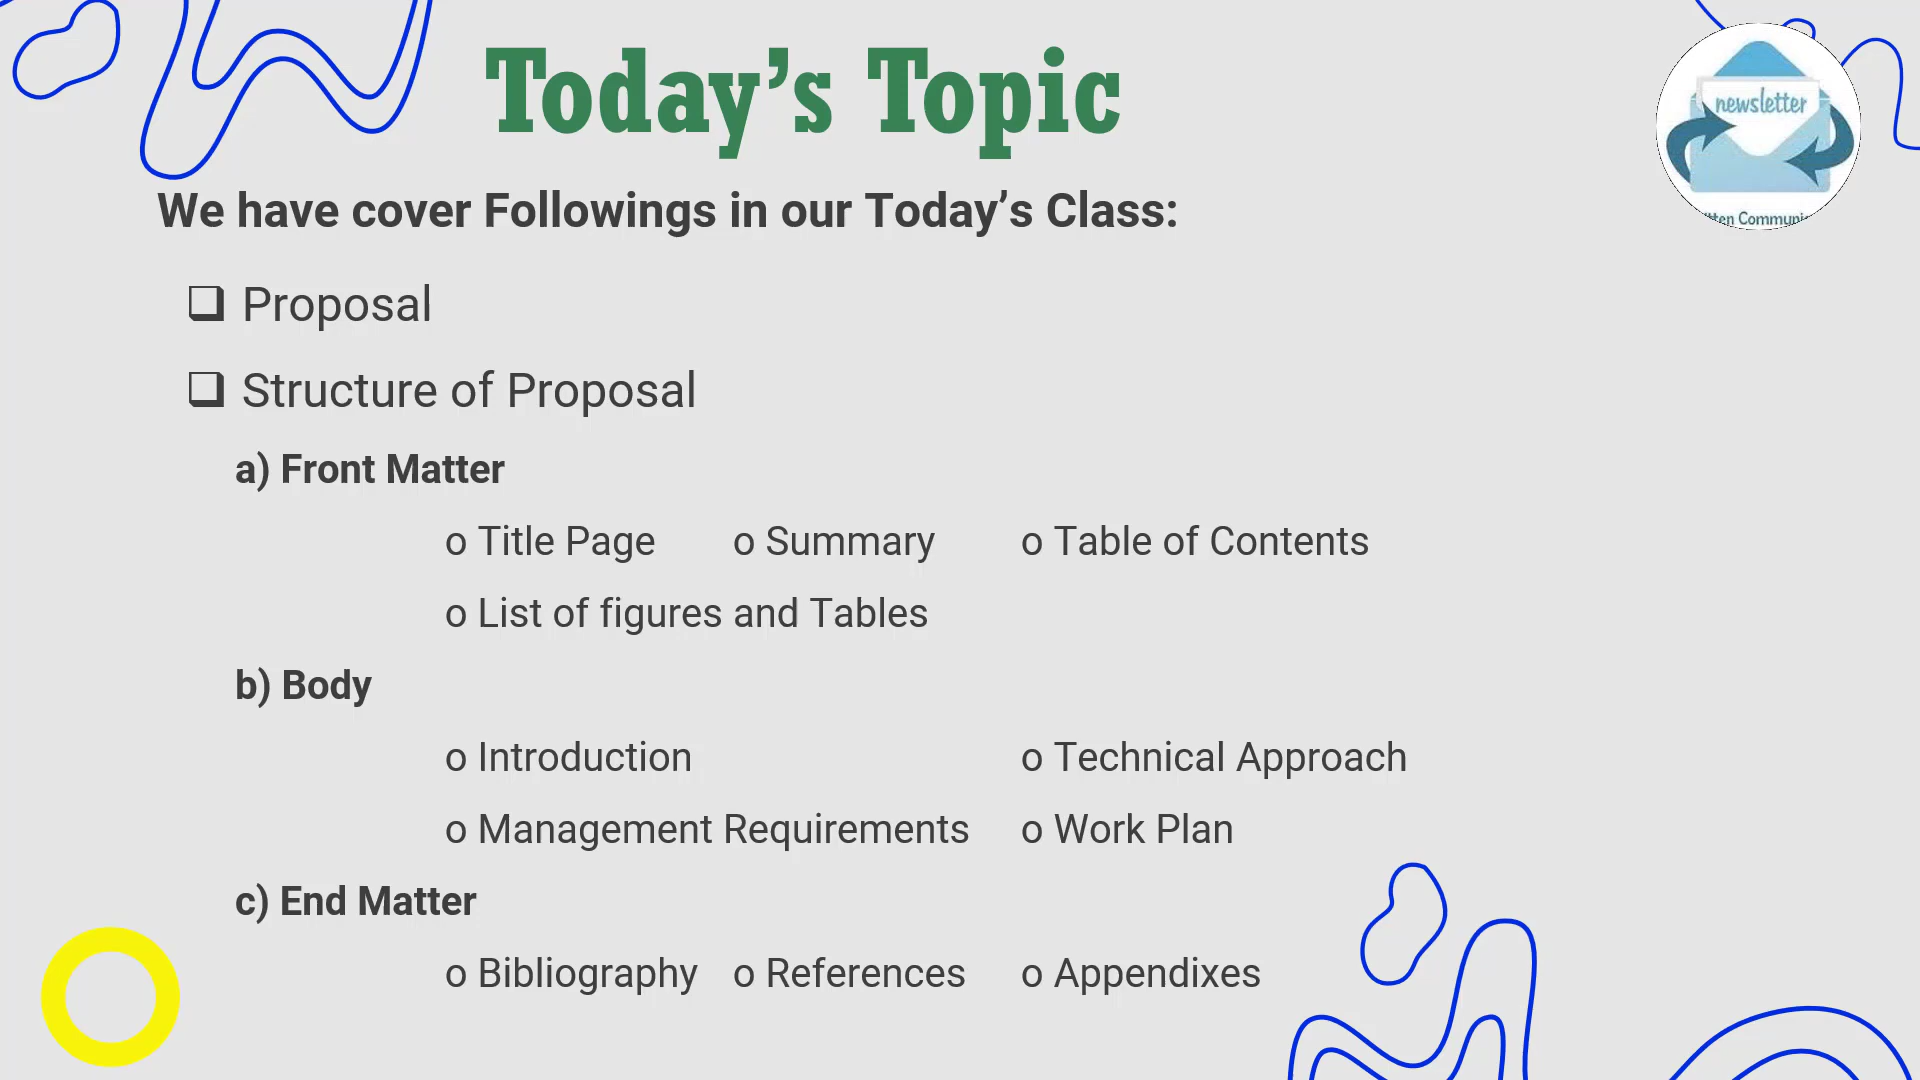 Today’s Topic
newsletter
tten Communi
We have cover Followings in our Today’s Class:
❑ Proposal
❑ Structure of Proposal
a) Front Matter
o Title Page o Summary o Table of Contents
o List of figures and Tables
b) Body
o Introduction o Technical Approach
o Management Requirements o Work Plan
c) End Matter
o Bibliography o References o Appendixes